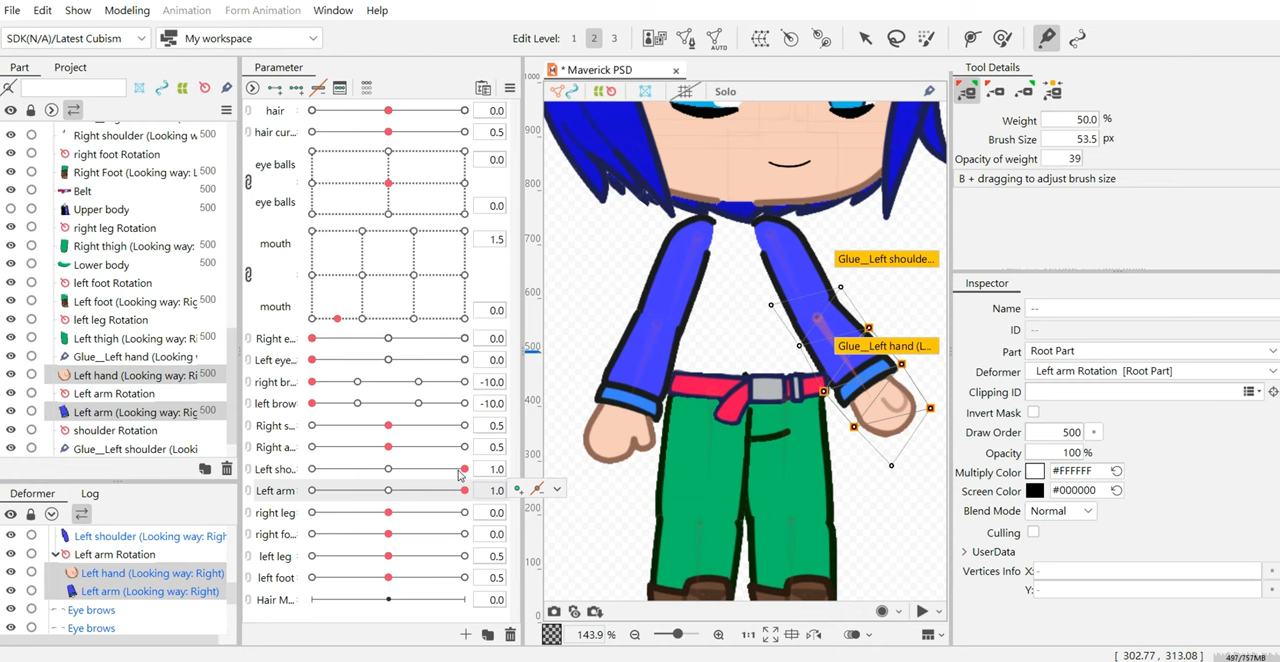 File Edit Show Modeling Animation Form Animation Window Help
SDK(N/A)/Latest Cubism My workspace Edit Level: 1 2 3
Part Project
Right shoulder (Looking way: 500
right foot Rotation
Right Foot (Looking way: L 500
Belt 500
Upper body 500
right leg Rotation
Right thigh (Looking way: 500
Lower body 500
left foot Rotation
Left foot (Looking way: Rig 500
left leg Rotation
Left thigh (Looking way: Ri 500
Glue__Left hand (Looking
Left hand (Looking way: Ri 500
Left arm Rotation
Left arm (Looking way: Rig 500
shoulder Rotation
Glue__Left shoulder (Looki
Deformer Log
Left shoulder (Looking way: Righ
Left arm Rotation
Left hand (Looking way: Right)
Left arm (Looking way: Right)
Eye brows
Eye brows
Parameter
hair 0.0
hair cur... 0.5
eye balls 0.0
eye balls 0.0
mouth 1.5
mouth 0.0
Right e... 0.0
Left eye... 0.0
right br... -10.0
left brow -10.0
Right s... 0.5
Right a... 0.5
Left sho... 1.0
Left arm 1.0
right leg 0.0
right fo... 0.0
left leg 0.5
left foot 0.5
Hair M... 0.0
* Maverick PSD
Solo
1000
900
800
700
600
500
400
300
200
100
0
Glue__Left shoulde...
Glue__Left hand (L...
143.9 % 1:1
Tool Details
Weight 50.0 %
Brush Size 53.5 px
Opacity of weight 39
B + dragging to adjust brush size
Inspector
Name --
ID --
Part Root Part
Deformer Left arm Rotation [Root Part]
Clipping ID
Invert Mask
Draw Order 500
Opacity 100 %
Multiply Color #FFFFFF
Screen Color #000000
Blend Mode Normal
Culling
UserData
Vertices Info X: -
Y: -
[ 302.77 , 313.08 ] 497/757MB